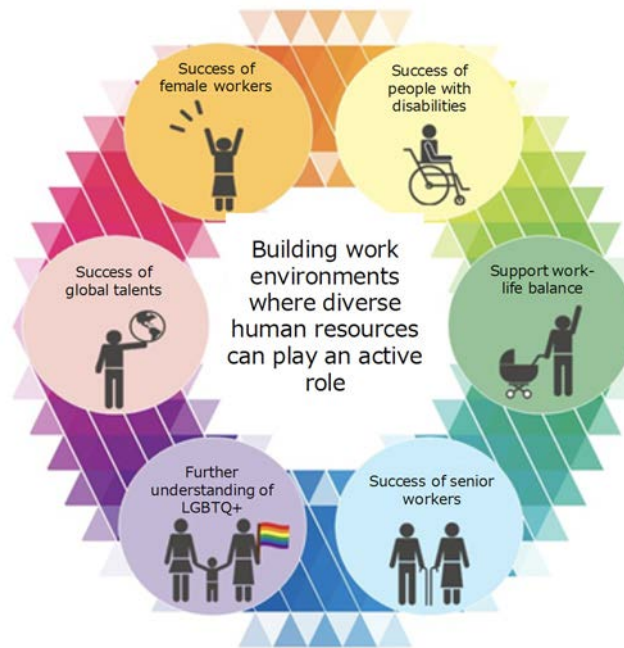 Success of
female workers
Success of
people with
disabilities
Success of
global talents
Building work
environments
where diverse
human resources
can play an active
role
Support work-
life balance
Further
understanding of
LGBTQ+
Success of senior
workers